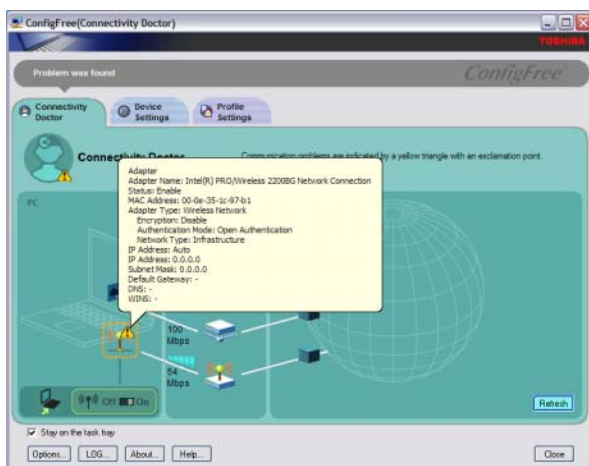 ConfigFree(Connectivity Doctor)
TOSHIBA
Problem was found
ConfigFree
Connectivity Doctor
Device Settings
Profile Settings
Connectivity Doctor
Communication problems are indicated by a yellow triangle with an exclamation point.
PC
Adapter
Adapter Name: Intel(R) PRO/Wireless 2200BG Network Connection
Status: Enable
MAC Address: 00-0e-35-1c-97-b1
Adapter Type: Wireless Network
Encryption: Disable
Authentication Mode: Open Authentication
Network Type: Infrastructure
IP Address: Auto
IP Address: 0.0.0.0
Subnet Mask: 0.0.0.0
Default Gateway: -
DNS: -
WINS: -
100
Mbps
54
Mbps
Off
On
Refresh
Stay on the task tray
Options...
LOG...
About...
Help...
Close